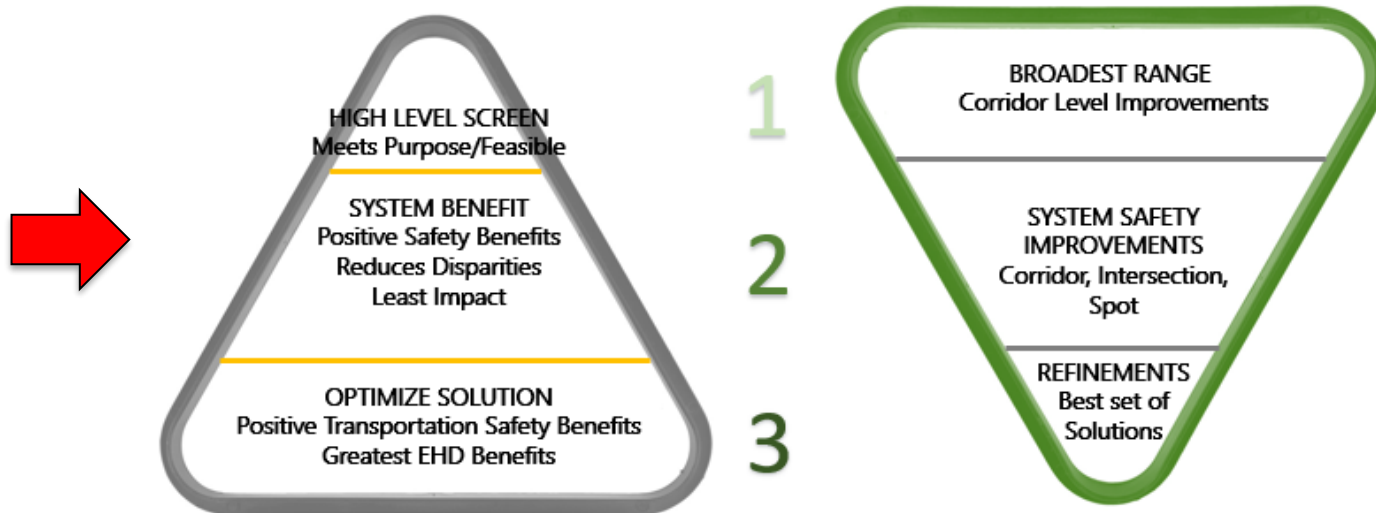 HIGH LEVEL SCREEN
Meets Purpose/Feasible
SYSTEM BENEFIT
Positive Safety Benefits
Reduces Disparities
Least Impact
OPTIMIZE SOLUTION
Positive Transportation Safety Benefits
Greatest EHD Benefits
1
2
3
BROADEST RANGE
Corridor Level Improvements
SYSTEM SAFETY
IMPROVEMENTS
Corridor, Intersection,
Spot
REFINEMENTS
Best set of
Solutions